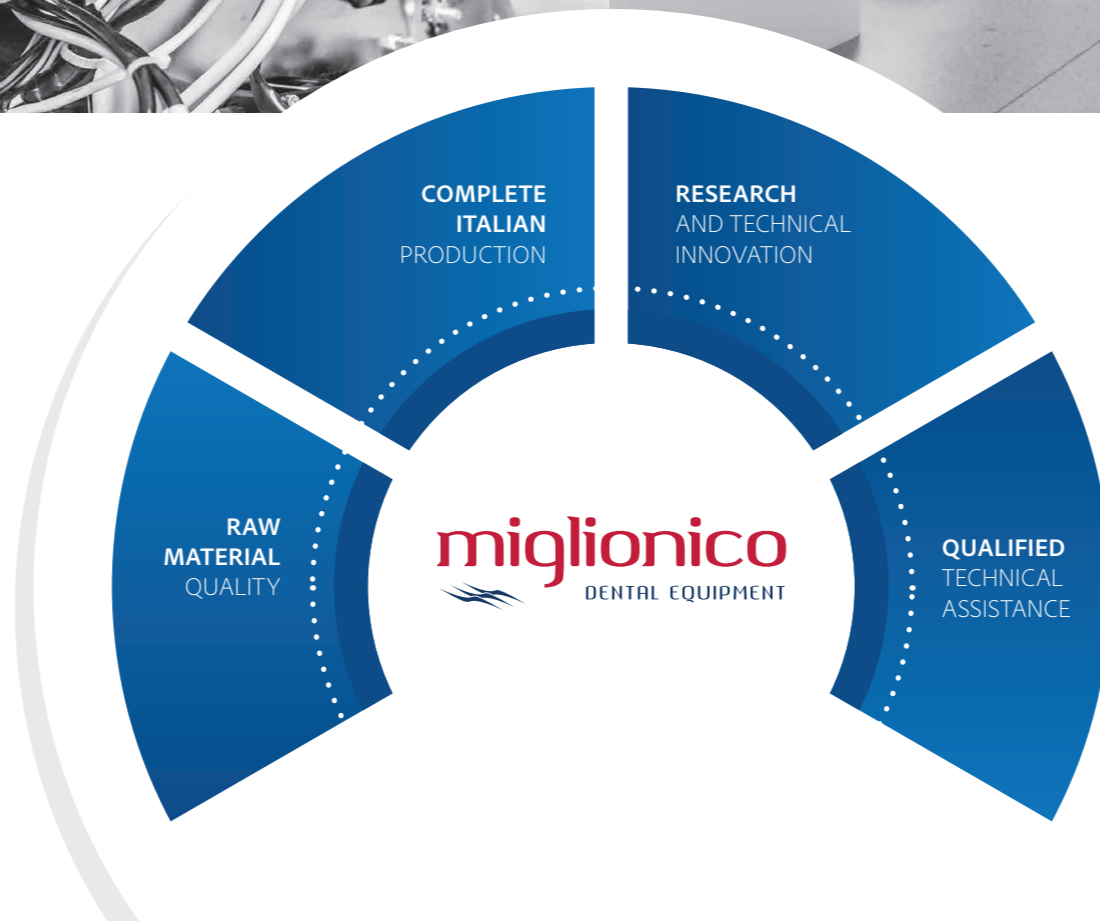 COMPLETE
ITALIAN
PRODUCTION
RESEARCH
AND TECHNICAL
INNOVATION
RAW
MATERIAL
QUALITY
miglionico
DENTAL EQUIPMENT
QUALIFIED
TECHNICAL
ASSISTANCE